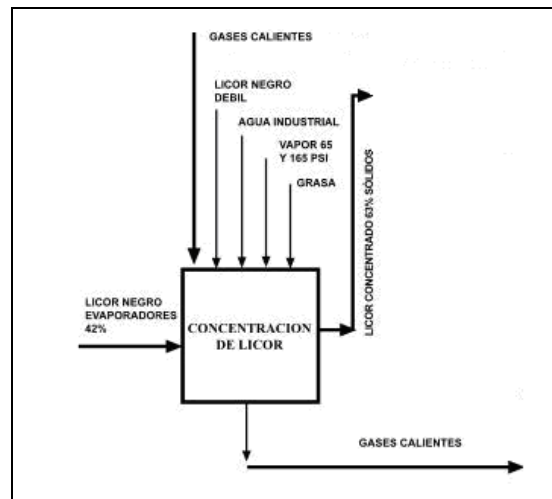 GASES CALIENTES
LICOR NEGRO
DEBIL
AGUA INDUSTRIAL
VAPOR 65
Y 165 PSI
GRASA
LICOR CONCENTRADO 63% SÓLIDOS
LICOR NEGRO
EVAPORADORES
42%
CONCENTRACION
DE LICOR
GASES CALIENTES